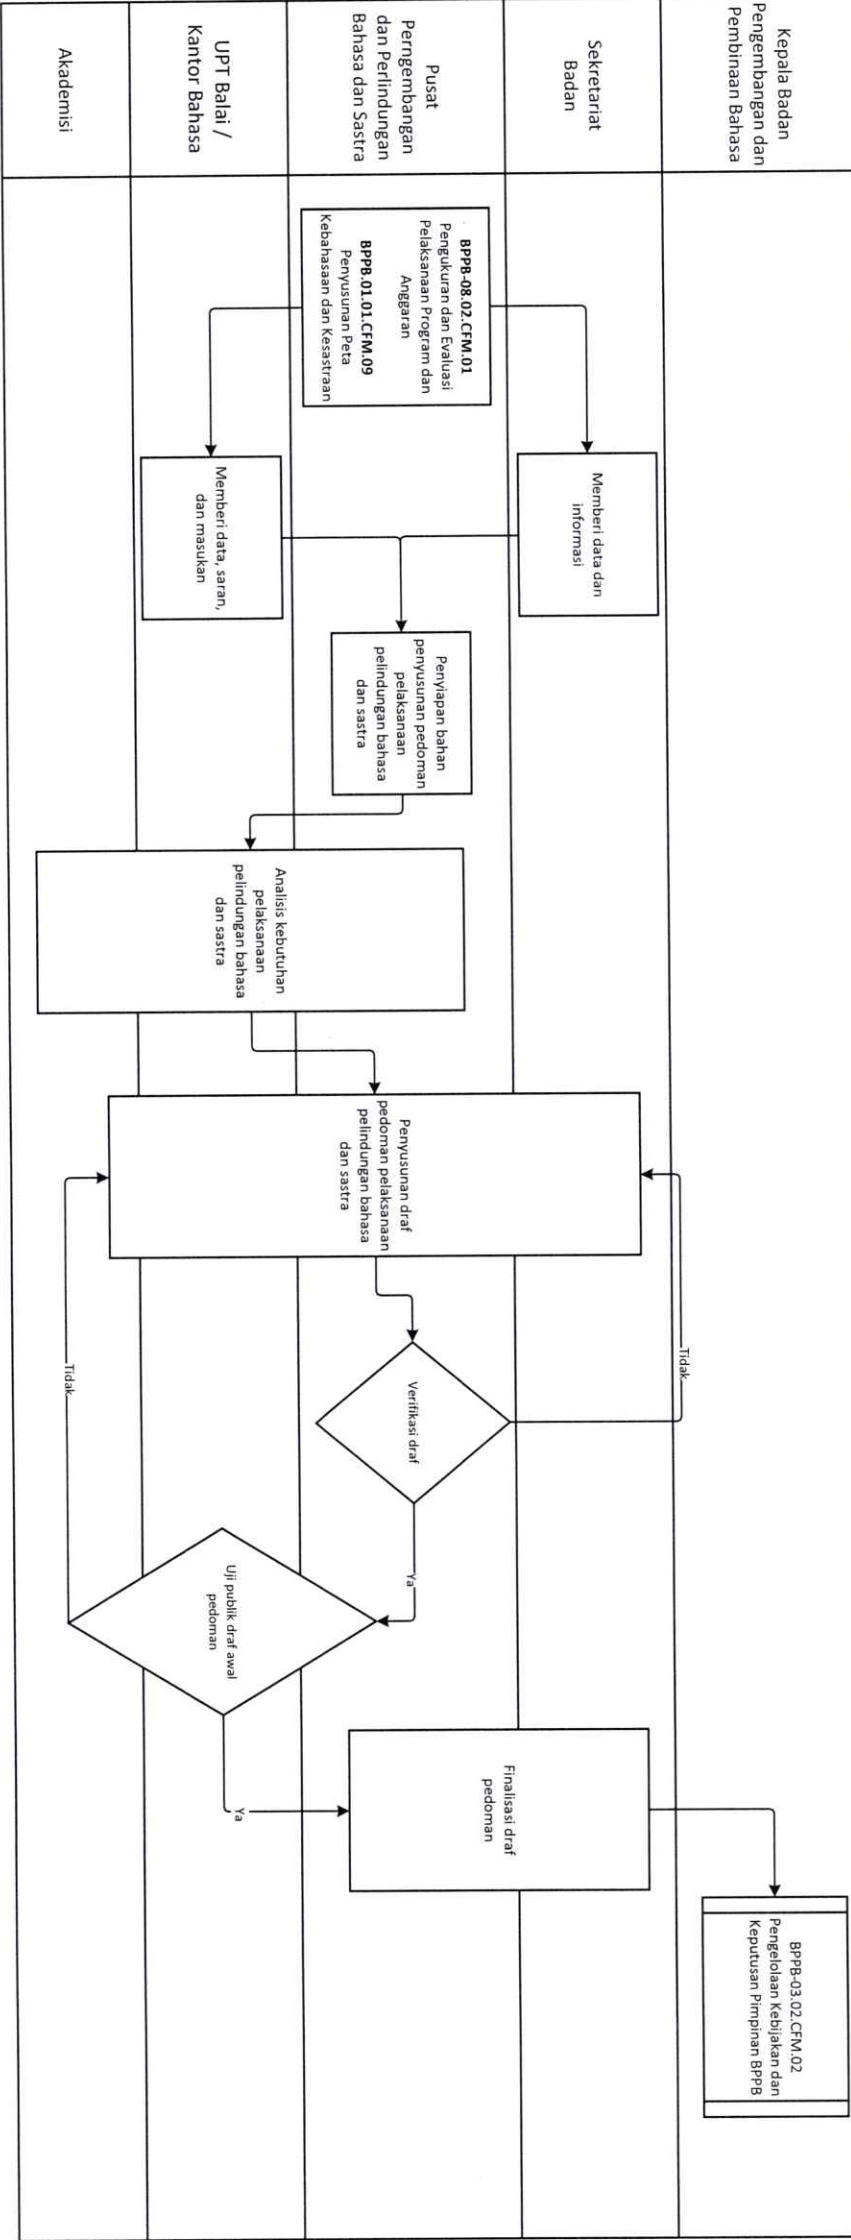 Kepala Badan
Pengembangan dan
Pembinaan Bahasa
Sekretariat
Badan
Pusat
Perngembangan
dan Perlindungan
Bahasa dan Sastra
UPT Balai /
Kantor Bahasa
Akademisi
BPPB-08.02.CFM.01
Pengukuran dan Evaluasi
Pelaksanaan Program dan
Anggaran
BPPB.01.01.CFM.09
Penyusunan Peta
Kebahasaan dan Kesastraan
Memberi data dan
informasi
Memberi data, saran,
dan masukan
Penyiapan bahan
penyusunan pedoman
pelaksanaan
pelindungan bahasa
dan sastra
Analisis kebutuhan
pelaksanaan
pelindungan bahasa
dan sastra
Penyusunan draf
pedoman pelaksanaan
pelindungan bahasa
dan sastra
Tidak
Verifikasi draf
Tidak
Ya
Uji publik draf awal
pedoman
Ya
Finalisasi draf
pedoman
BPPB-03.02.CFM.02
Pengelolaan Kebijakan dan
Keputusan Pimpinan BPPB